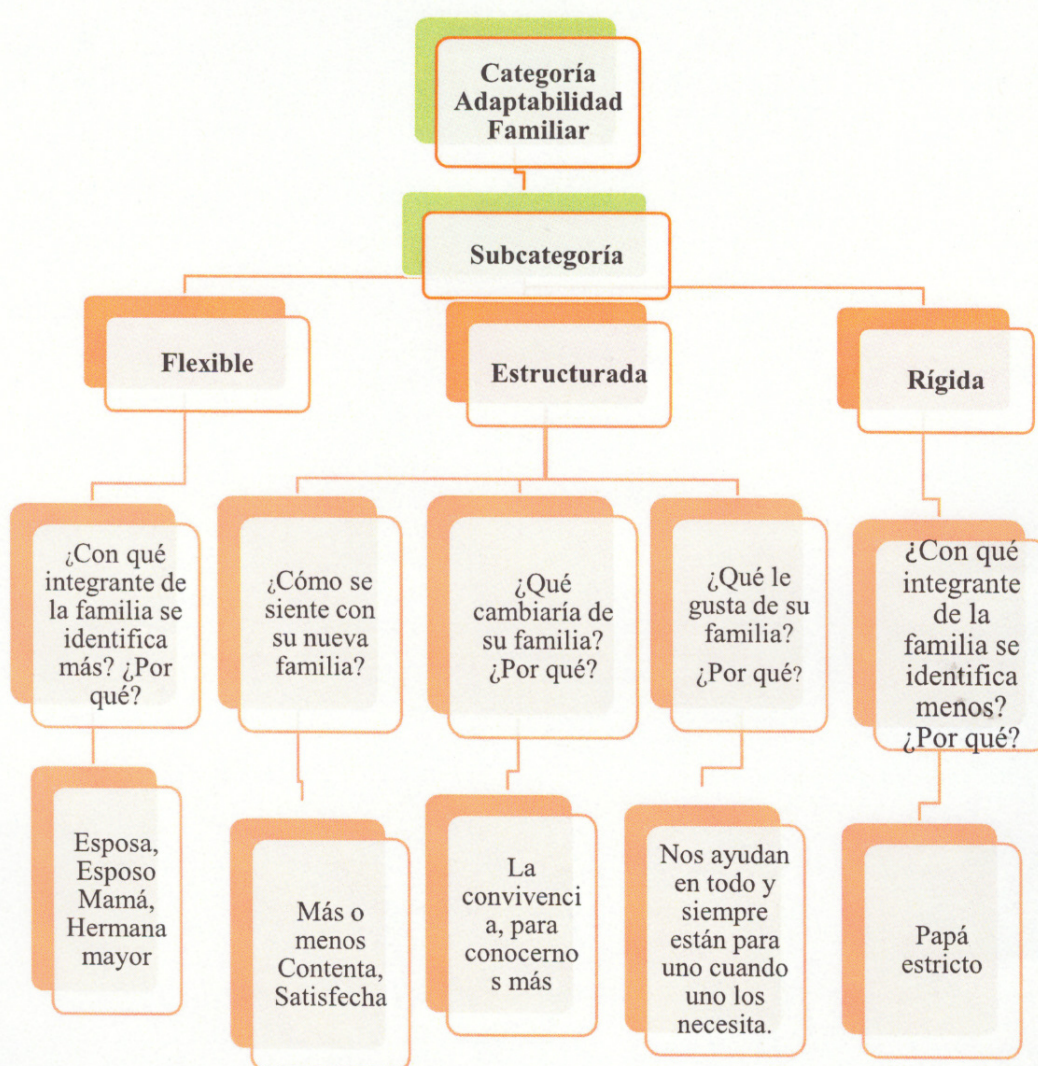 Categoría
Adaptabilidad
Familiar
Subcategoría
Flexible
Estructurada
Rígida
¿Con qué
integrante de
la familia se
identifica
más? ¿Por
qué?
¿Cómo se
siente con
su nueva
familia?
¿Qué
cambiaría de
su familia?
¿Por qué?
¿Qué le
gusta de su
familia?
¿Por qué?
¿Con qué
integrante
de la
familia se
identifica
menos?
¿Por qué?
Esposa,
Esposo
Mamá,
Hermana
mayor
Más o
menos
Contenta,
Satisfecha
La
convivenci
a, para
conocerno
s más
Nos ayudan
en todo y
siempre
están para
uno cuando
uno los
necesita.
Papá
estricto